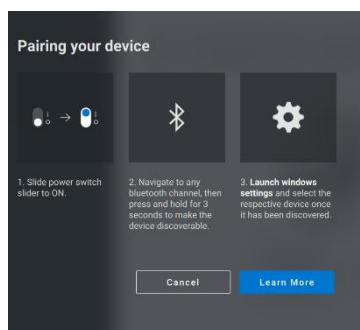 Pairing your device
1. Slide power switch
slider to ON.
2. Navigate to any
bluetooth channel, then
press and hold for 3
seconds to make the
device discoverable.
3. Launch windows
settings and select the
respective device once
it has been discovered.
Cancel
Learn More